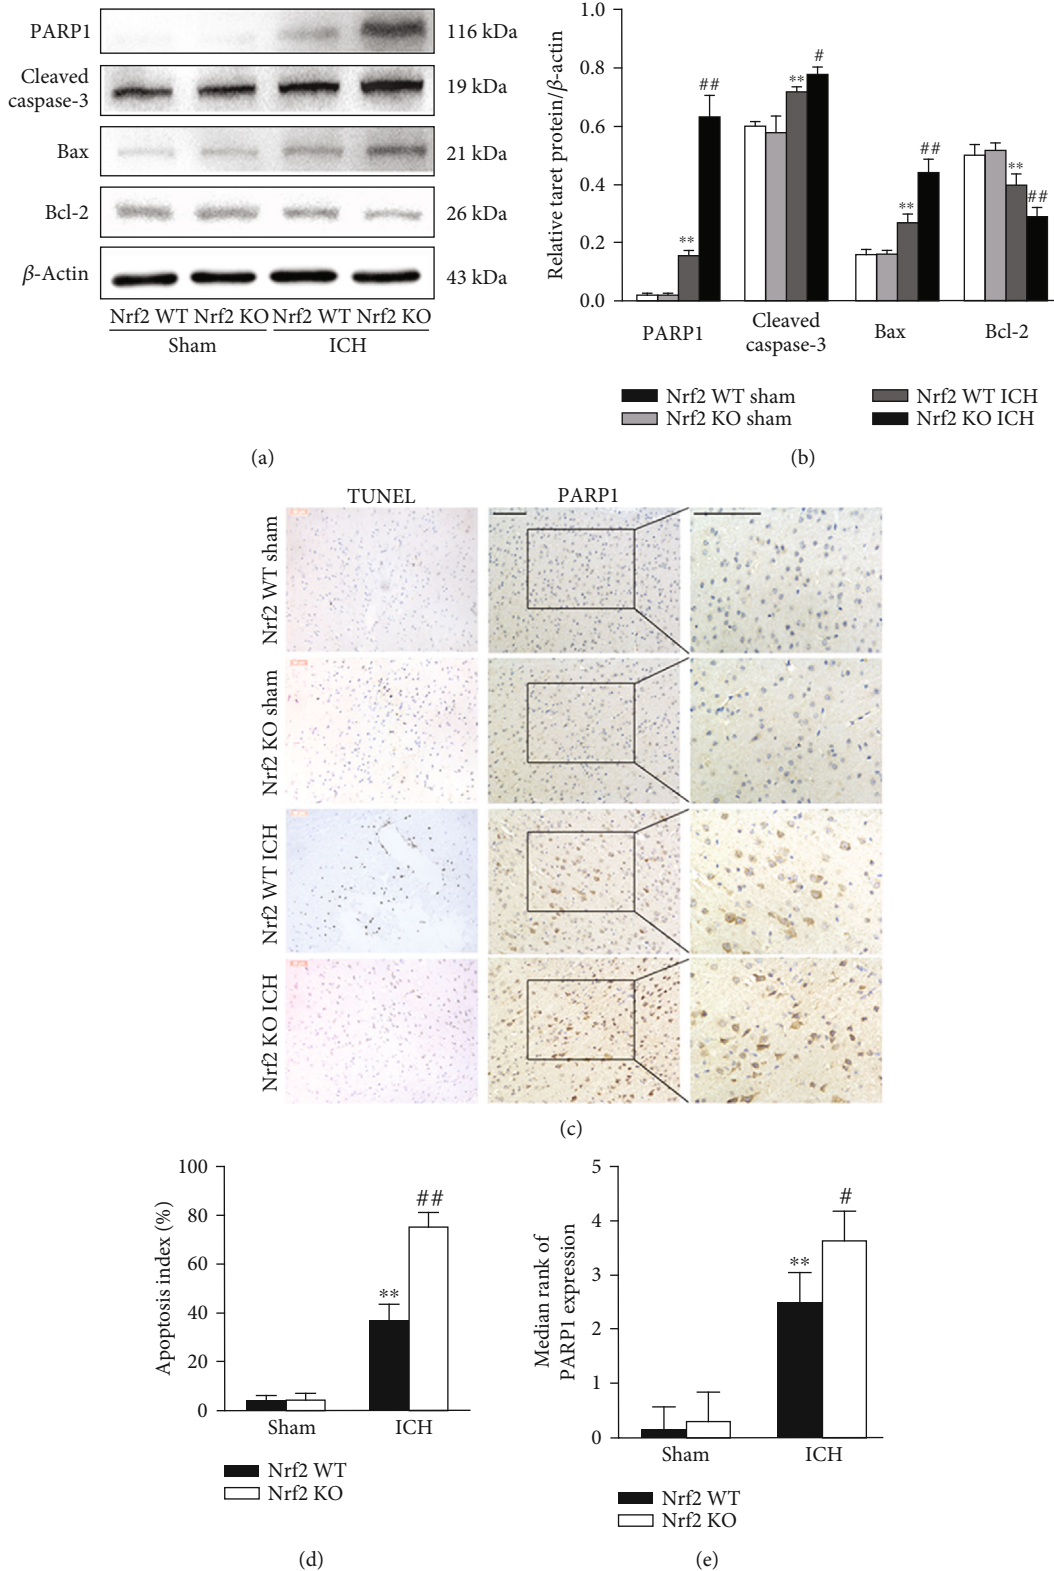 PARP1
116 kDa
Cleaved
caspase-3
19 kDa
Bax
21 kDa
Bcl-2
26 kDa
β-Actin
43 kDa
Nrf2 WT Nrf2 KO Nrf2 WT Nrf2 KO
Sham ICH
(a)
Relative taret protein/β-actin
1.0
0.8
0.6
0.4
0.2
0.0
** ## ** # ** ## ** ##
PARP1
Cleaved
caspase-3
Bax
Bcl-2
Nrf2 WT sham
Nrf2 KO sham
Nrf2 WT ICH
Nrf2 KO ICH
(b)
TUNEL PARP1
Nrf2 WT sham
Nrf2 KO sham
Nrf2 WT ICH
Nrf2 KO ICH
(c)
Apoptosis index (%)
100
80
60
40
20
0
** ##
Sham ICH
Nrf2 WT
Nrf2 KO
(d)
Median rank of
PARP1 expression
5
4
3
2
1
0
** #
Sham ICH
Nrf2 WT
Nrf2 KO
(e)